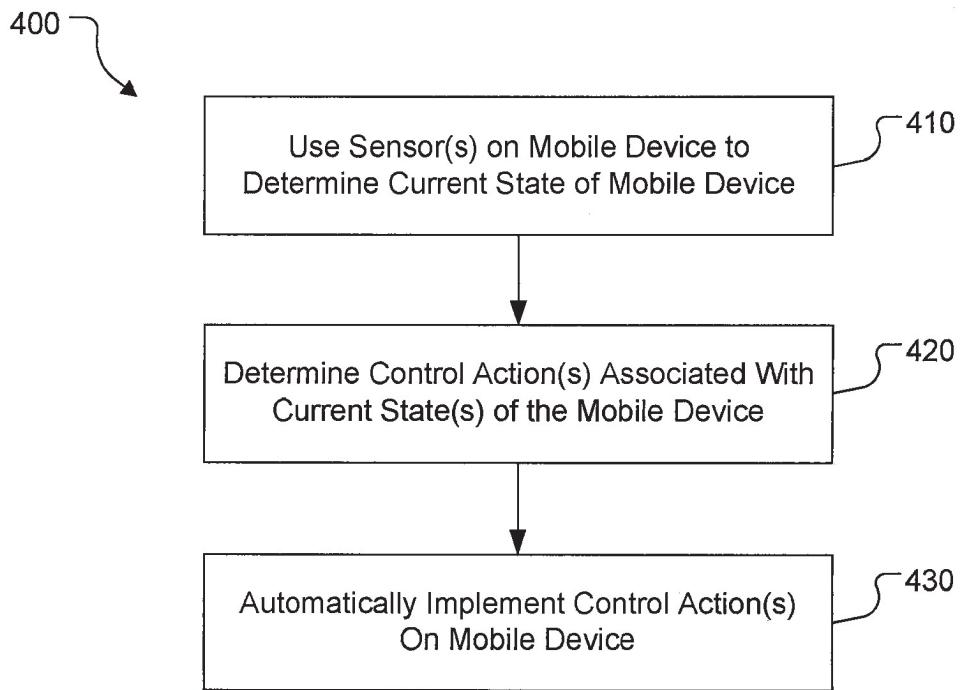 400
Use Sensor(s) on Mobile Device to
Determine Current State of Mobile Device
410
Determine Control Action(s) Associated With
Current State(s) of the Mobile Device
420
Automatically Implement Control Action(s)
On Mobile Device
430